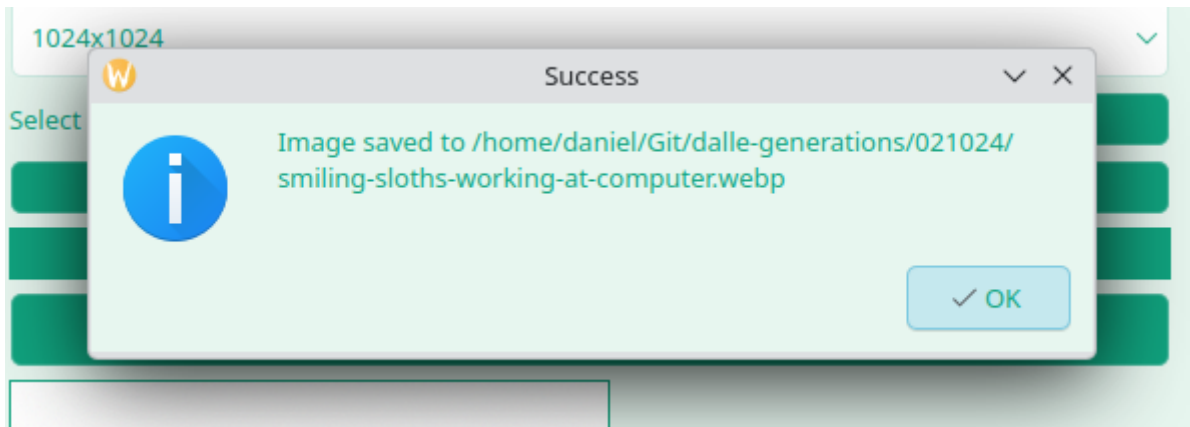 1024x1024
Success
Select
Image saved to /home/daniel/Git/dalle-generations/021024/
smiling-sloths-working-at-computer.webp
OK